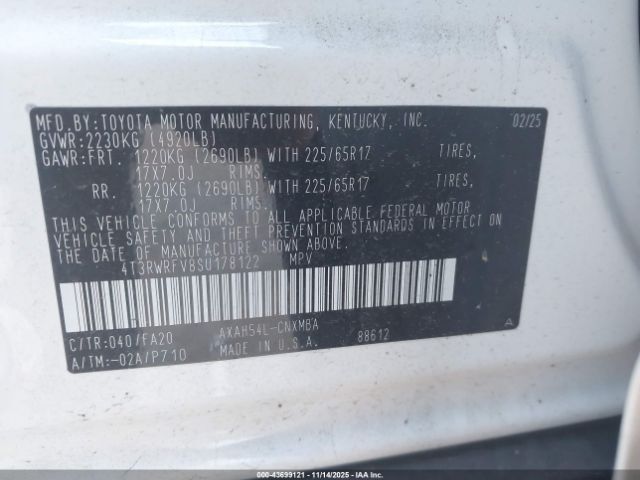 MFD.BY:TOYOTA MOTOR MANUFACTURING, KENTUCKY, INC. 02/25
GVWR:2230KG (4920LB)
GAWR:FRT. 1220KG (2690LB) WITH 225/65R17 TIRES,
17X7.0J RIMS.
RR. 1220KG (2690LB) WITH 225/65R17 TIRES,
17X7.0J RIMS.
THIS VEHICLE CONFORMS TO ALL APPLICABLE FEDERAL MOTOR
VEHICLE SAFETY AND THEFT PREVENTION STANDARDS IN EFFECT ON
THE DATE OF MANUFACTURE SHOWN ABOVE.
4T3RWRFV8SU178122 MPV
C/TR:040/FA20 AXAH54L-CNXMBA 88612 A
A/TM:-02A/P710 MADE IN U.S.A.
000-43699121 - 11/14/2025 - IAAI.com